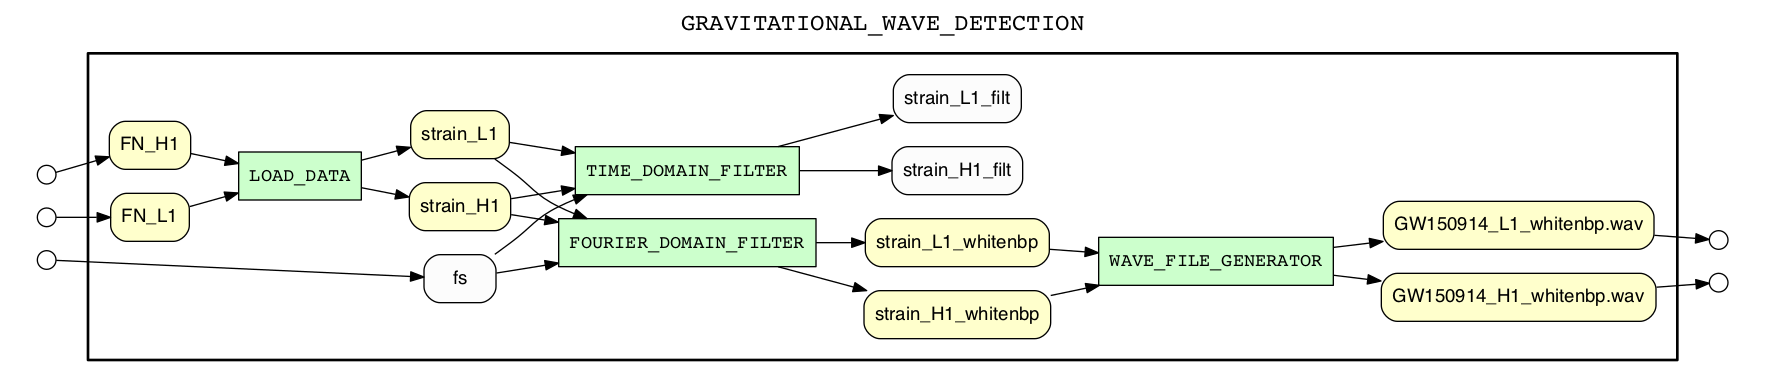 GRAVITATIONAL_WAVE_DETECTION
FN_H1
FN_L1
LOAD_DATA
strain_L1
strain_H1
fs
TIME_DOMAIN_FILTER
FOURIER_DOMAIN_FILTER
strain_L1_filt
strain_H1_filt
strain_L1_whitenbp
strain_H1_whitenbp
WAVE_FILE_GENERATOR
GW150914_L1_whitenbp.wav
GW150914_H1_whitenbp.wav